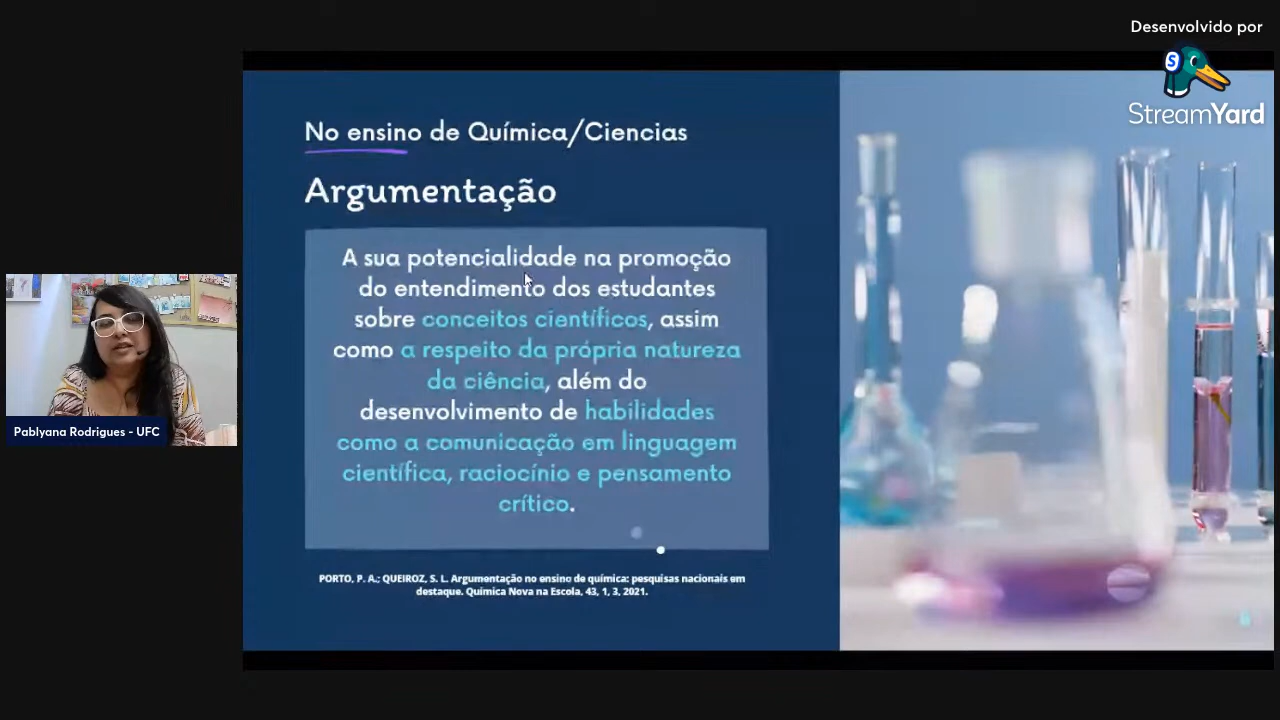 Desenvolvido por
StreamYard
No ensino de Química/Ciencias
Argumentação
A sua potencialidade na promoção
do entendimento dos estudantes
sobre conceitos científicos, assim
como a respeito da própria natureza
da ciência, além do
desenvolvimento de habilidades
como a comunicação em linguagem
científica, raciocínio e pensamento
crítico.
PORTO, P. A.; QUEIROZ, S. L. Argumentação no ensino de química: pesquisas nacionais em
destaque. Química Nova na Escola, 43, 1, 3, 2021.
Pablyana Rodrigues - UFC